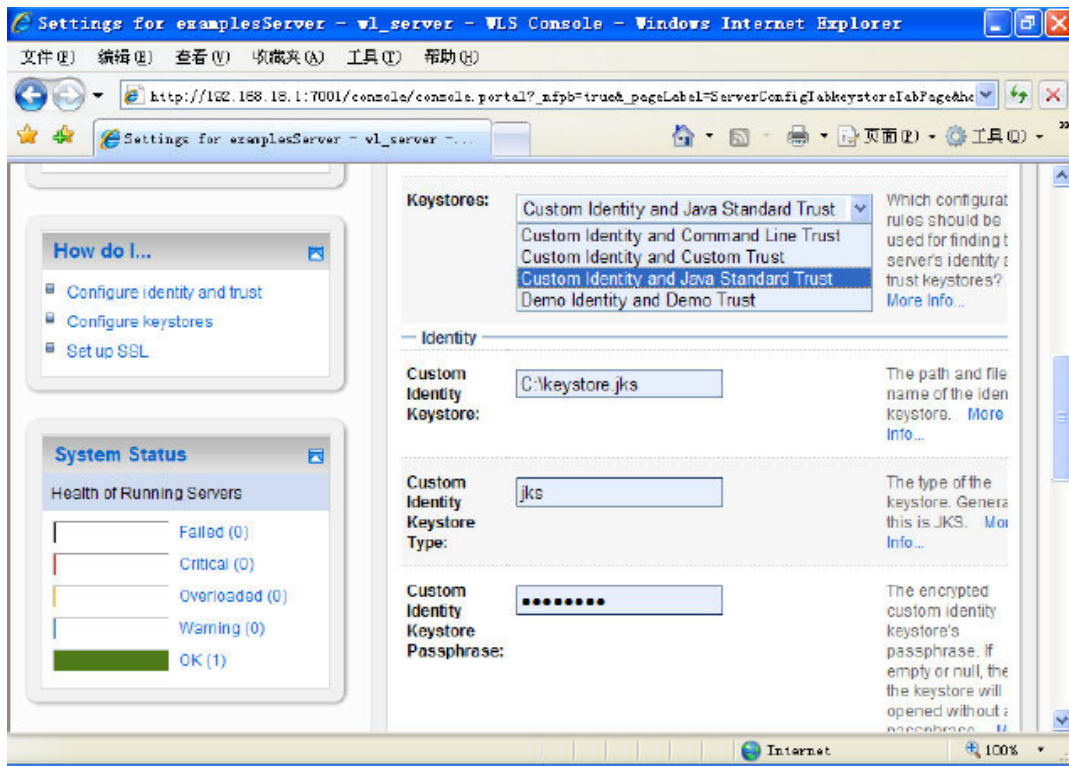 Settings for examplesServer - wl_server - WLS Console - Windows Internet Explorer
文件(F) 编辑(E) 查看(V) 收藏夹(A) 工具(T) 帮助(H)
http://192.168.18.1:7001/console/console.portal?_nfpb=true&_pageLabel=ServerConfigTabkeystoreTabPage&ha
Settings for examplesServer - wl_server -...
页面(P) 工具(O)
How do I...
Configure identity and trust
Configure keystores
Set up SSL
System Status
Health of Running Servers
Failed (0)
Critical (0)
Overloaded (0)
Warning (0)
OK (1)
Keystores:
Custom Identity and Java Standard Trust
Custom Identity and Command Line Trust
Custom Identity and Custom Trust
Custom Identity and Java Standard Trust
Demo Identity and Demo Trust
Which configurat
rules should be
used for finding t
server's identity a
trust keystores?
More Info...
Identity
Custom
Identity
Keystore:
C:\keystore.jks
The path and file
name of the iden
keystore. More
Info...
Custom
Identity
Keystore
Type:
jks
The type of the
keystore. Genera
this is JKS. Mor
Info...
Custom
Identity
Keystore
Passphrase:
••••••••
The encrypted
custom identity
keystore's
passphrase. If
empty or null, the
the keystore will
opened without a
Internet
100%